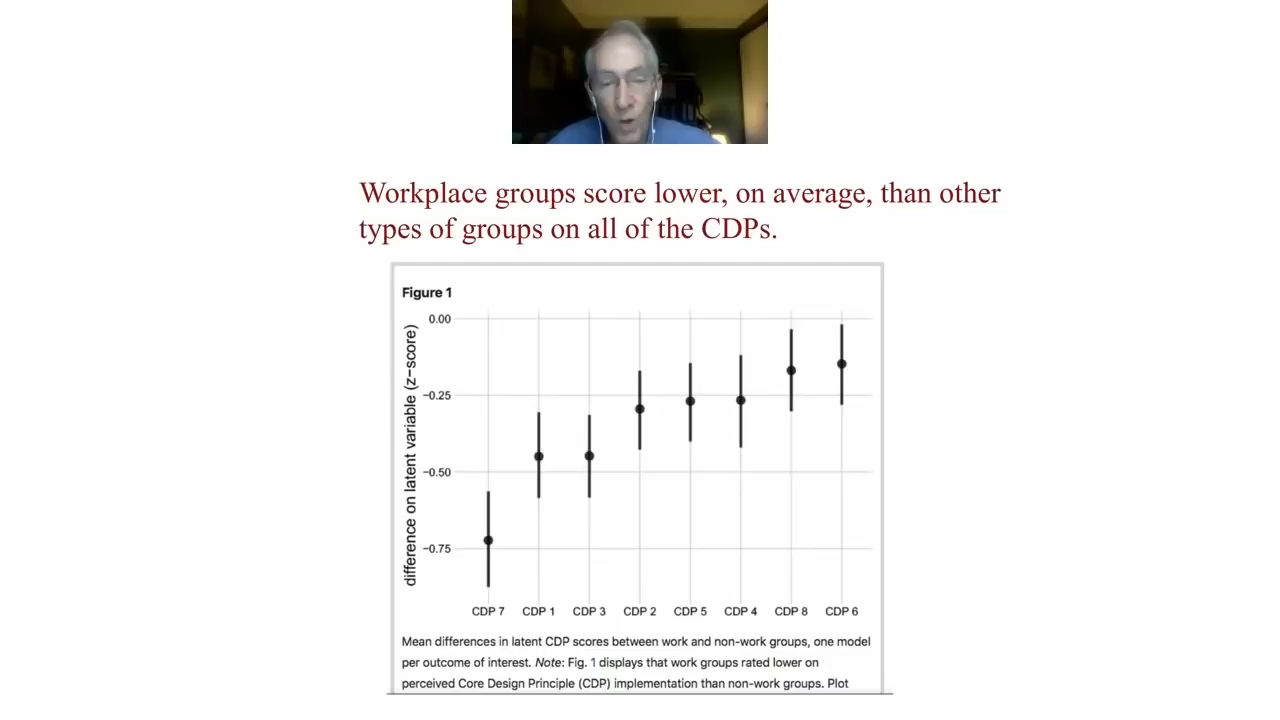 Workplace groups score lower, on average, than other
types of groups on all of the CDPs.
Figure 1
difference on latent variable (z−score)
0.00
−0.25
−0.50
−0.75
CDP 7 CDP 1 CDP 3 CDP 2 CDP 5 CDP 4 CDP 8 CDP 6
Mean differences in latent CDP scores between work and non-work groups, one model
per outcome of interest. Note: Fig. 1 displays that work groups rated lower on
perceived Core Design Principle (CDP) implementation than non-work groups. Plot